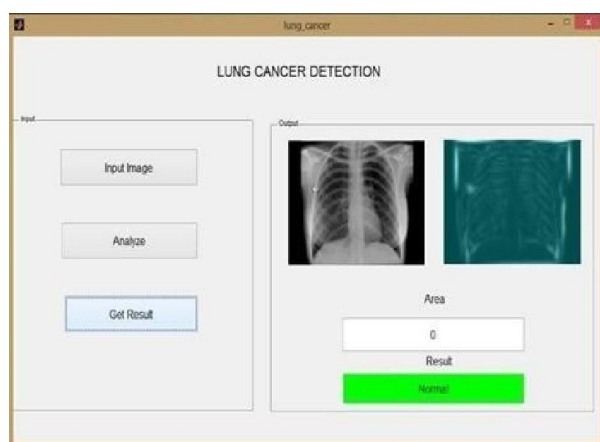 lung_cancer
LUNG CANCER DETECTION
Input
Input Image
Analyze
Get Result
Output
Area
0
Result
Normal